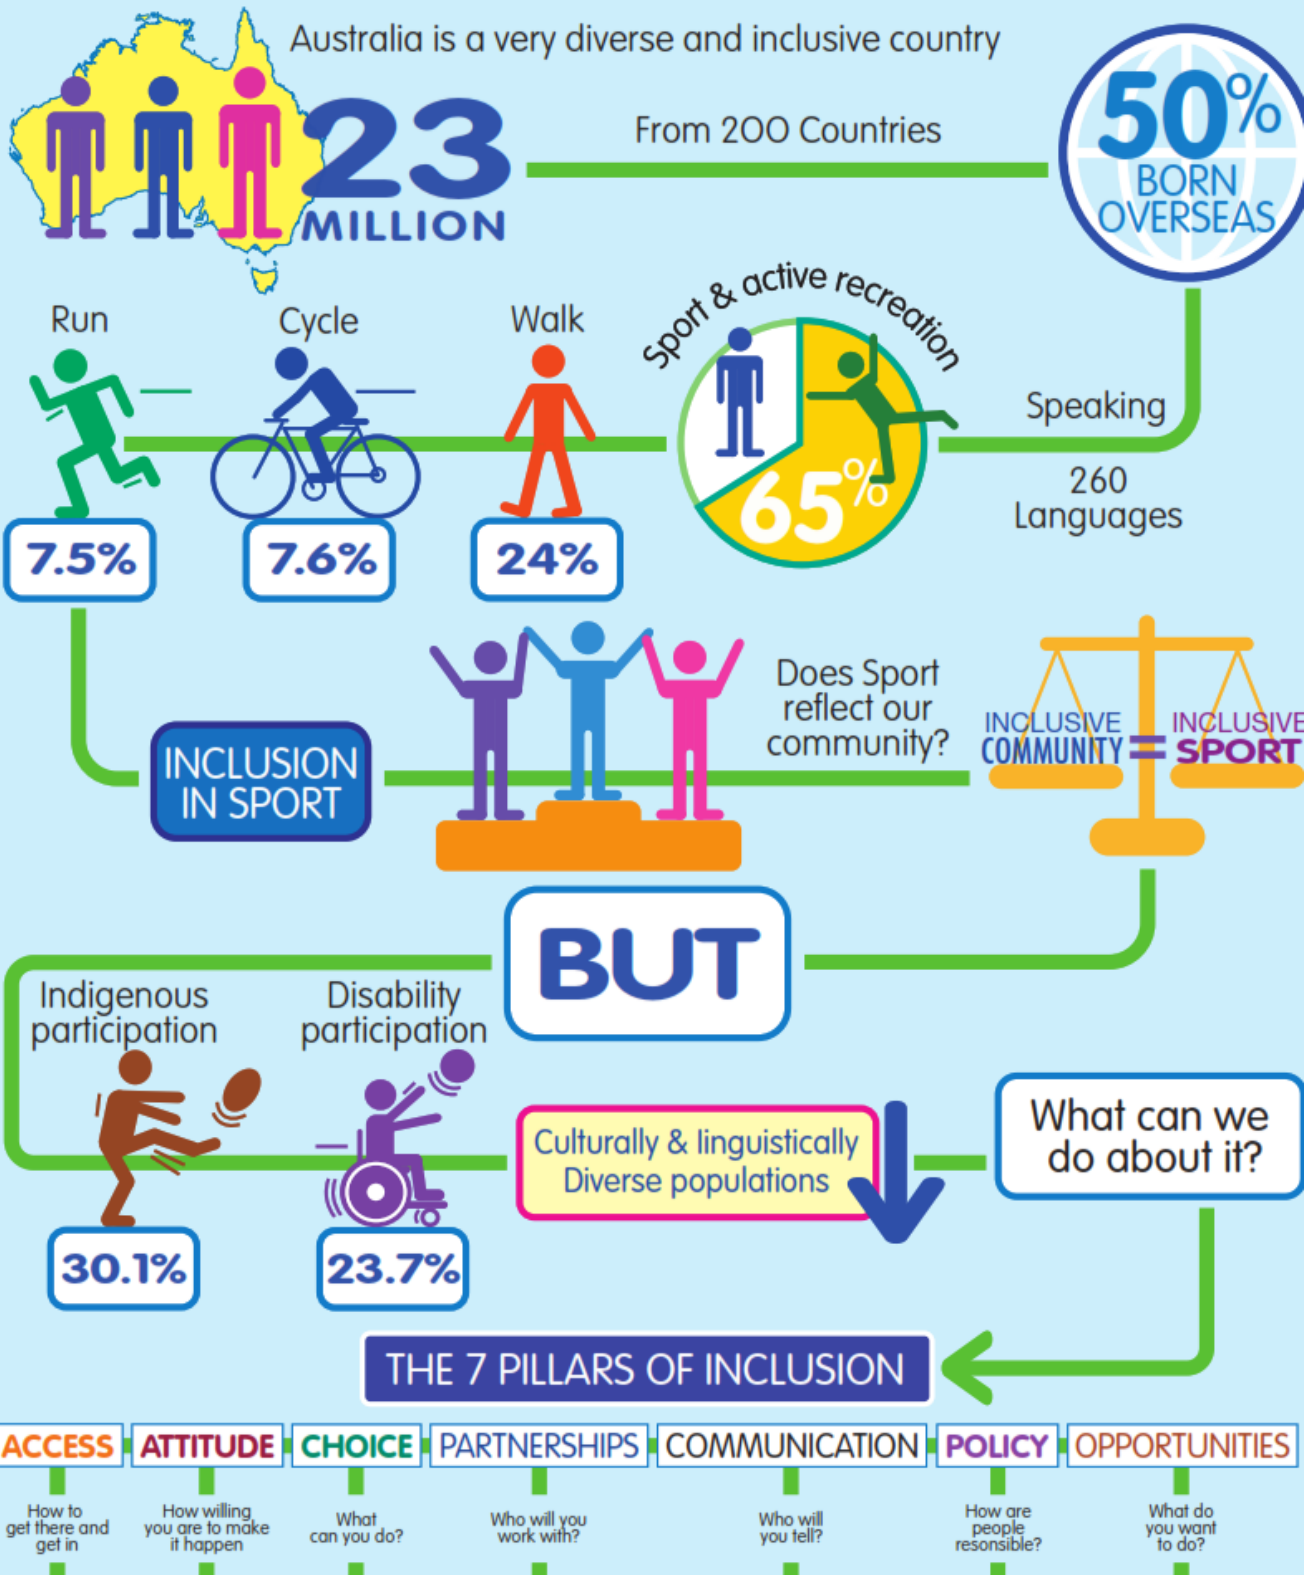 Australia is a very diverse and inclusive country
23
MILLION
From 200 Countries
50%
BORN
OVERSEAS
Speaking
260
Languages
Sport & active recreation
65%
Walk
24%
Cycle
7.6%
Run
7.5%
INCLUSION
IN SPORT
Does Sport
reflect our
community?
INCLUSIVE
COMMUNITY
=
INCLUSIVE
SPORT
BUT
Indigenous
participation
30.1%
Disability
participation
23.7%
Culturally & linguistically
Diverse populations
What can we
do about it?
THE 7 PILLARS OF INCLUSION
ACCESS
How to
get there and
get in
ATTITUDE
How willing
you are to make
it happen
CHOICE
What
can you do?
PARTNERSHIPS
Who will you
work with?
COMMUNICATION
Who will
you tell?
POLICY
How are
people
resonsible?
OPPORTUNITIES
What do
you want
to do?